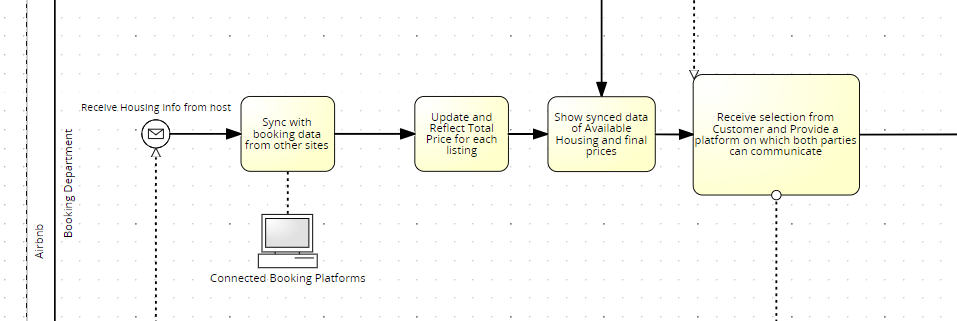 Receive Housing Info from host
Sync with
booking data
from other sites
Update and
Reflect Total
Price for each
listing
Show synced data
of Available
Housing and final
prices
Receive selection from
Customer and Provide a
platform on which both parties
can communicate
Connected Booking Platforms
Booking Department
Airbnb